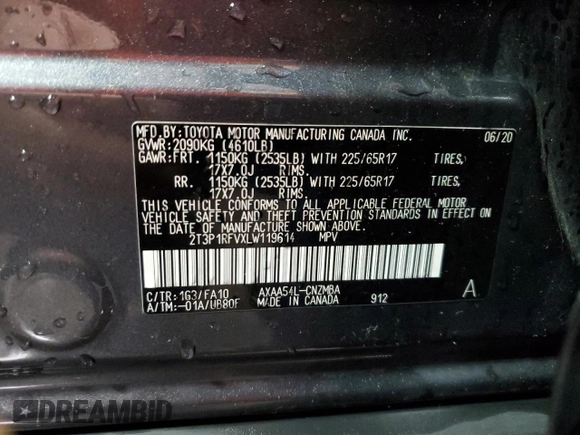 MFD.BY:TOYOTA MOTOR MANUFACTURING CANADA INC. 06/20
GVWR:2090KG (4610LB)
GAWR:FRT. 1150KG (2535LB) WITH 225/65R17 TIRES,
17X7.0J RIMS.
RR. 1150KG (2535LB) WITH 225/65R17 TIRES,
17X7.0J RIMS.
THIS VEHICLE CONFORMS TO ALL APPLICABLE FEDERAL MOTOR
VEHICLE SAFETY AND THEFT PREVENTION STANDARDS IN EFFECT ON
THE DATE OF MANUFACTURE SHOWN ABOVE.
2T3P1RFVXLW119614 MPV
C/TR:1G3/FA10 AXAA54L-CNZMBA
A/TM:-01A/UB80F MADE IN CANADA 912 A
DREAMBID